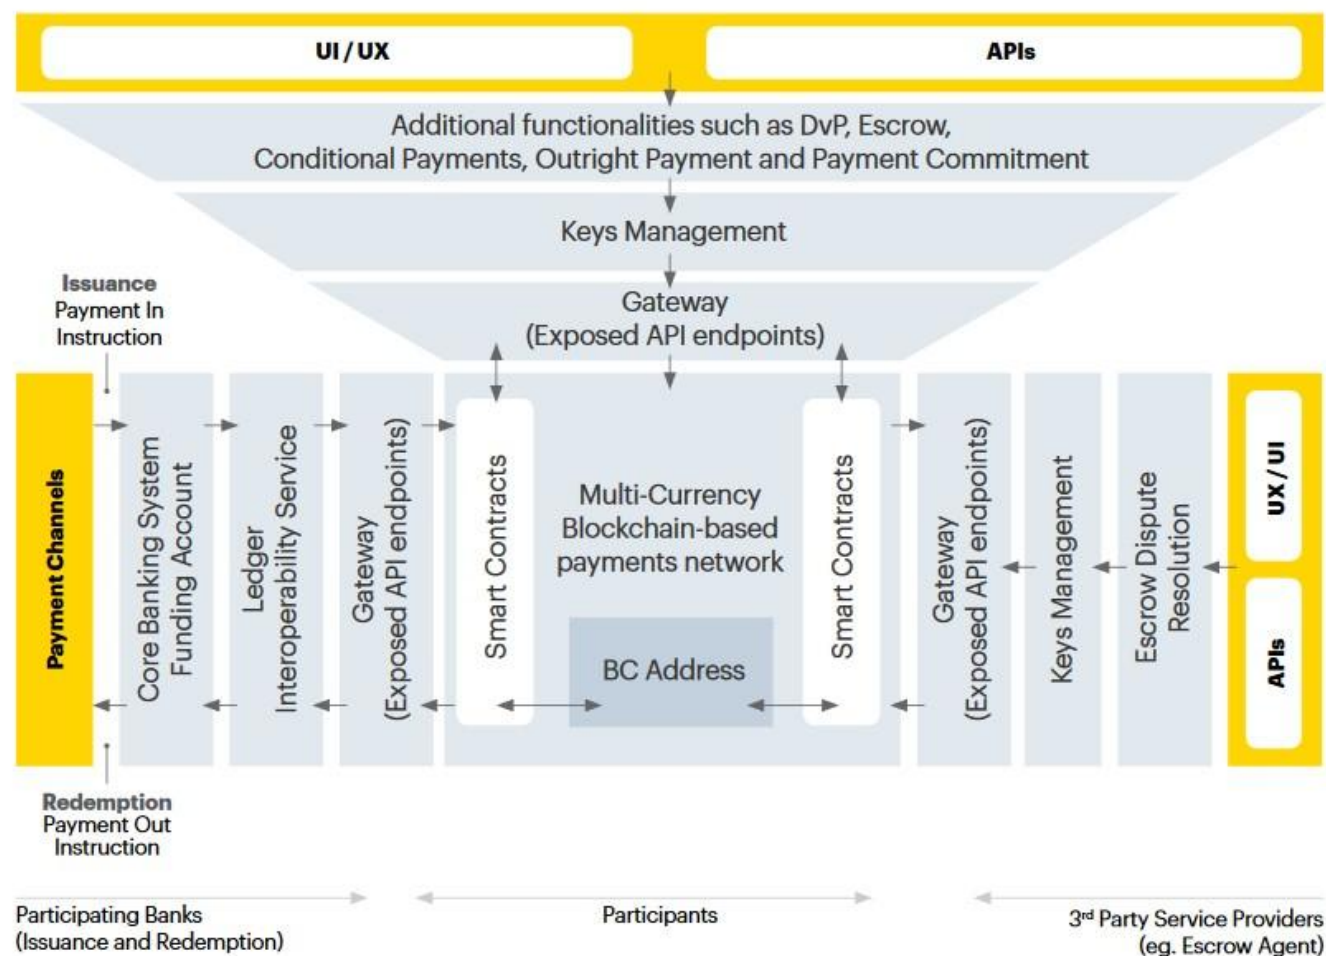 UI / UX
APIs
Additional functionalities such as DvP, Escrow,
Conditional Payments, Outright Payment and Payment Commitment
Keys Management
Gateway
(Exposed API endpoints)
Issuance
Payment In
Instruction
Payment Channels
Core Banking System
Funding Account
Ledger
Interoperability Service
Gateway
(Exposed API endpoints)
Smart Contracts
Multi-Currency
Blockchain-based
payments network
BC Address
Smart Contracts
Gateway
(Exposed API endpoints)
Keys Management
Escrow Dispute
Resolution
UX / UI
APIs
Redemption
Payment Out
Instruction
Participating Banks
(Issuance and Redemption)
Participants
3rd Party Service Providers
(eg. Escrow Agent)